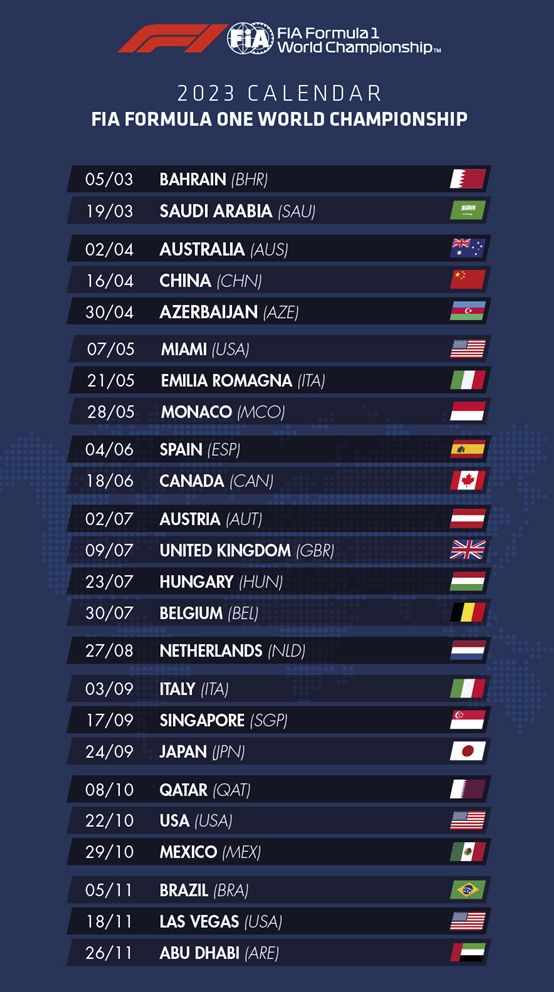 F1 FIA FIA Formula 1
World Championship™
2023 CALENDAR
FIA FORMULA ONE WORLD CHAMPIONSHIP
05/03 BAHRAIN (BHR)
19/03 SAUDI ARABIA (SAU)
02/04 AUSTRALIA (AUS)
16/04 CHINA (CHN)
30/04 AZERBAIJAN (AZE)
07/05 MIAMI (USA)
21/05 EMILIA ROMAGNA (ITA)
28/05 MONACO (MCO)
04/06 SPAIN (ESP)
18/06 CANADA (CAN)
02/07 AUSTRIA (AUT)
09/07 UNITED KINGDOM (GBR)
23/07 HUNGARY (HUN)
30/07 BELGIUM (BEL)
27/08 NETHERLANDS (NLD)
03/09 ITALY (ITA)
17/09 SINGAPORE (SGP)
24/09 JAPAN (JPN)
08/10 QATAR (QAT)
22/10 USA (USA)
29/10 MEXICO (MEX)
05/11 BRAZIL (BRA)
18/11 LAS VEGAS (USA)
26/11 ABU DHABI (ARE)